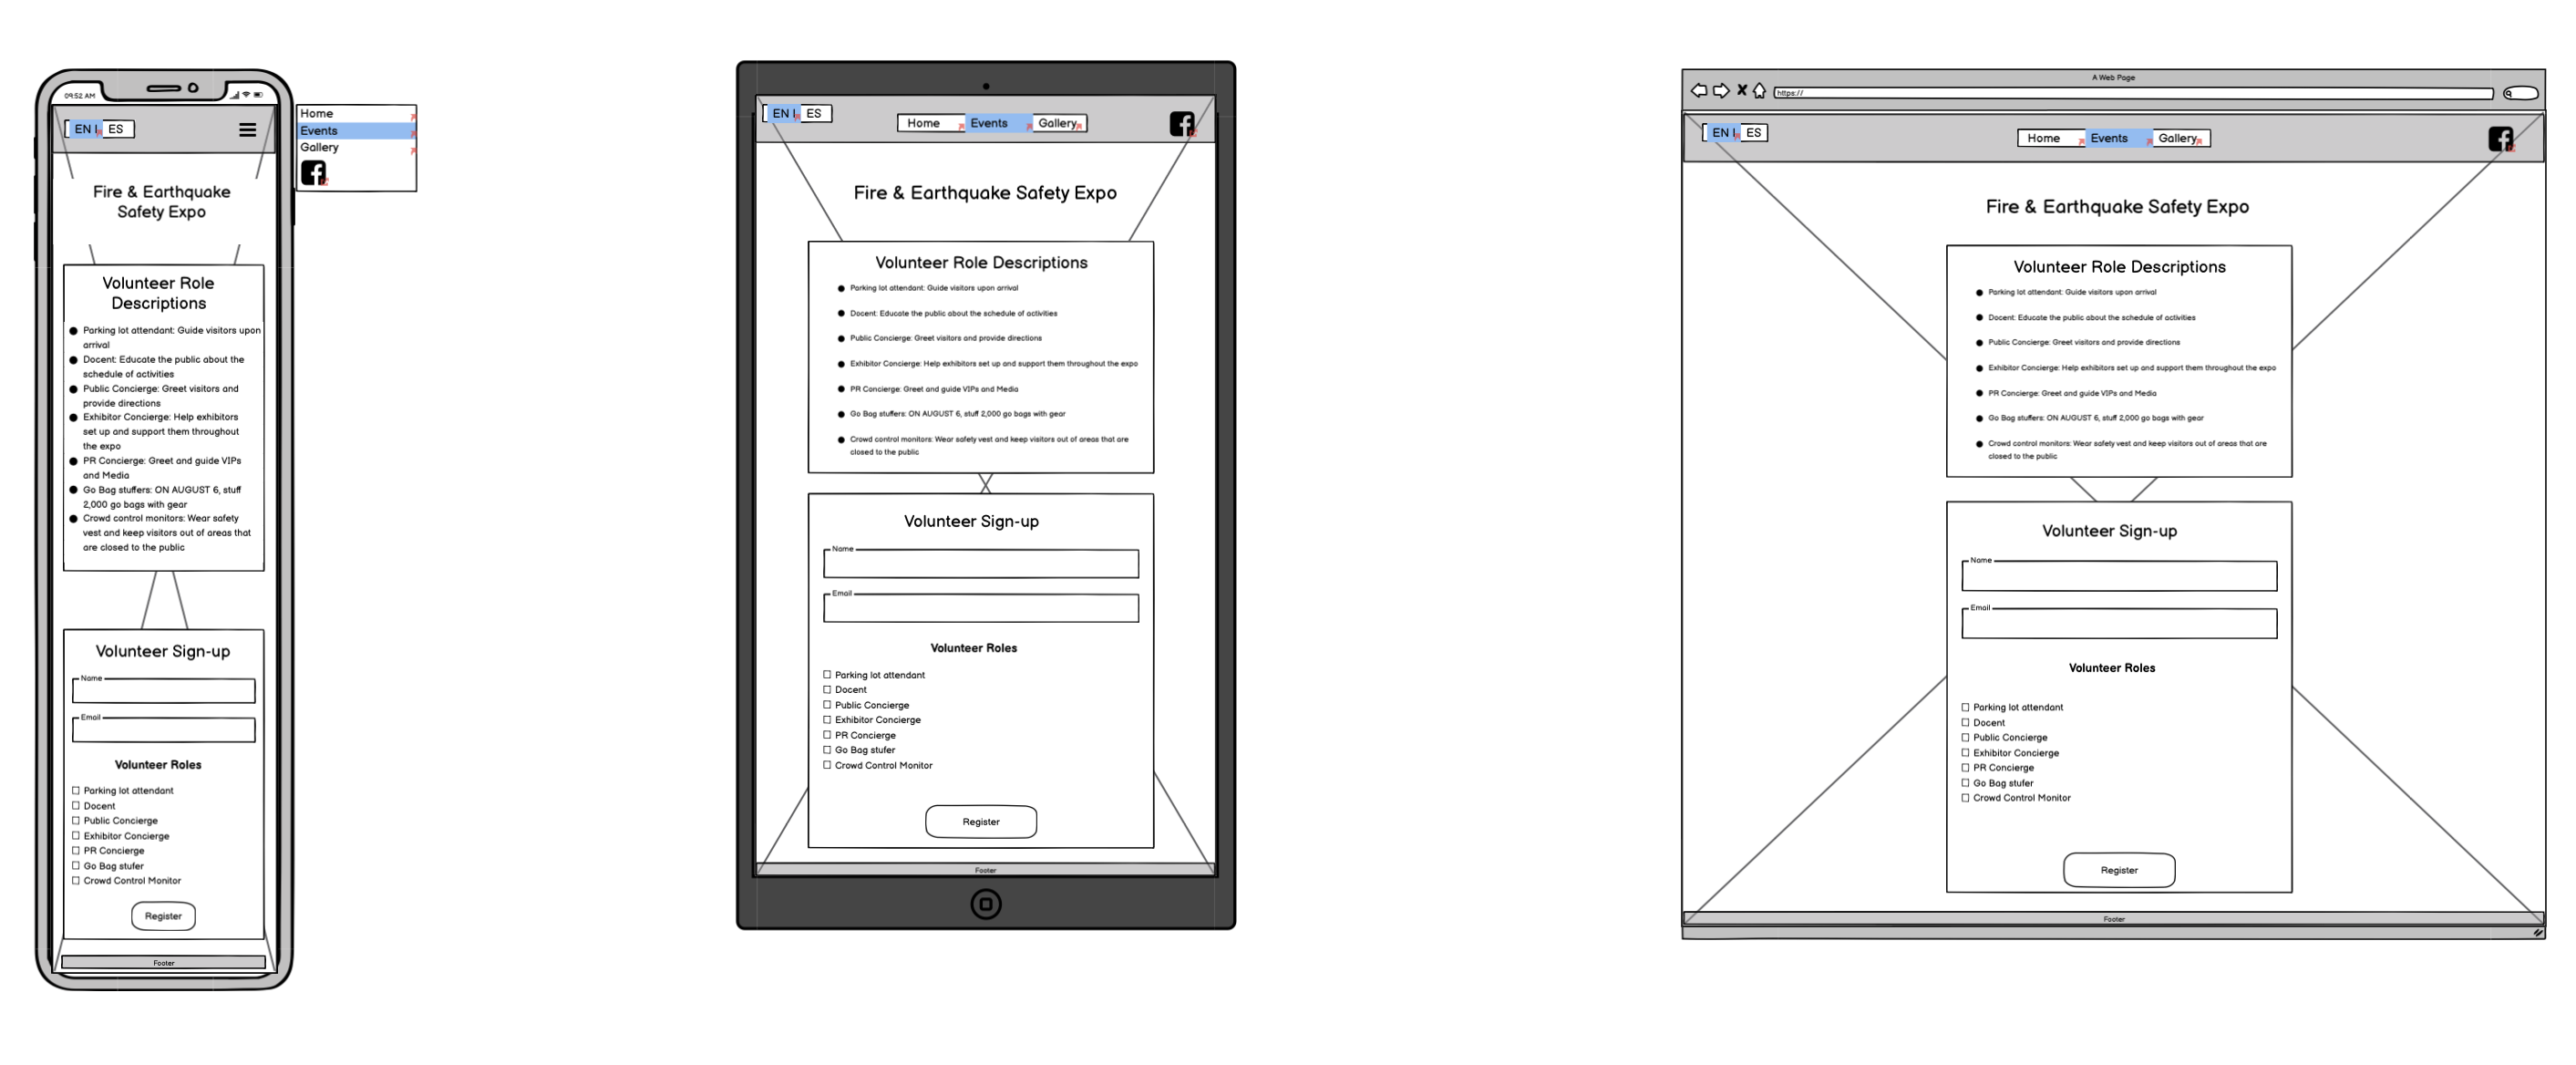 09:52 AM
EN | ES
Fire & Earthquake
Safety Expo
Volunteer Role
Descriptions
Parking lot attendant: Guide visitors upon
arrival
Docent: Educate the public about the
schedule of activities
Public Concierge: Greet visitors and
provide directions
Exhibitor Concierge: Help exhibitors
set up and support them throughout
the expo
PR Concierge: Greet and guide VIPs
and Media
Go Bag stuffers: ON AUGUST 6, stuff
2,000 go bags with gear
Crowd control monitors: Wear safety
vest and keep visitors out of areas that
are closed to the public
Volunteer Sign-up
Name
Email
Volunteer Roles
Parking lot attendant
Docent
Public Concierge
Exhibitor Concierge
PR Concierge
Go Bag stufer
Crowd Control Monitor
Register
Footer
Home
Events
Gallery
EN | ES
Home Events Gallery
Fire & Earthquake Safety Expo
Volunteer Role Descriptions
Parking lot attendant: Guide visitors upon arrival
Docent: Educate the public about the schedule of activities
Public Concierge: Greet visitors and provide directions
Exhibitor Concierge: Help exhibitors set up and support them throughout the expo
PR Concierge: Greet and guide VIPs and Media
Go Bag stuffers: ON AUGUST 6, stuff 2,000 go bags with gear
Crowd control monitors: Wear safety vest and keep visitors out of areas that are
closed to the public
Volunteer Sign-up
Name
Email
Volunteer Roles
Parking lot attendant
Docent
Public Concierge
Exhibitor Concierge
PR Concierge
Go Bag stufer
Crowd Control Monitor
Register
Footer
A Web Page
https://
EN | ES
Home Events Gallery
Fire & Earthquake Safety Expo
Volunteer Role Descriptions
Parking lot attendant: Guide visitors upon arrival
Docent: Educate the public about the schedule of activities
Public Concierge: Greet visitors and provide directions
Exhibitor Concierge: Help exhibitors set up and support them throughout the expo
PR Concierge: Greet and guide VIPs and Media
Go Bag stuffers: ON AUGUST 6, stuff 2,000 go bags with gear
Crowd control monitors: Wear safety vest and keep visitors out of areas that are
closed to the public
Volunteer Sign-up
Name
Email
Volunteer Roles
Parking lot attendant
Docent
Public Concierge
Exhibitor Concierge
PR Concierge
Go Bag stufer
Crowd Control Monitor
Register
Footer